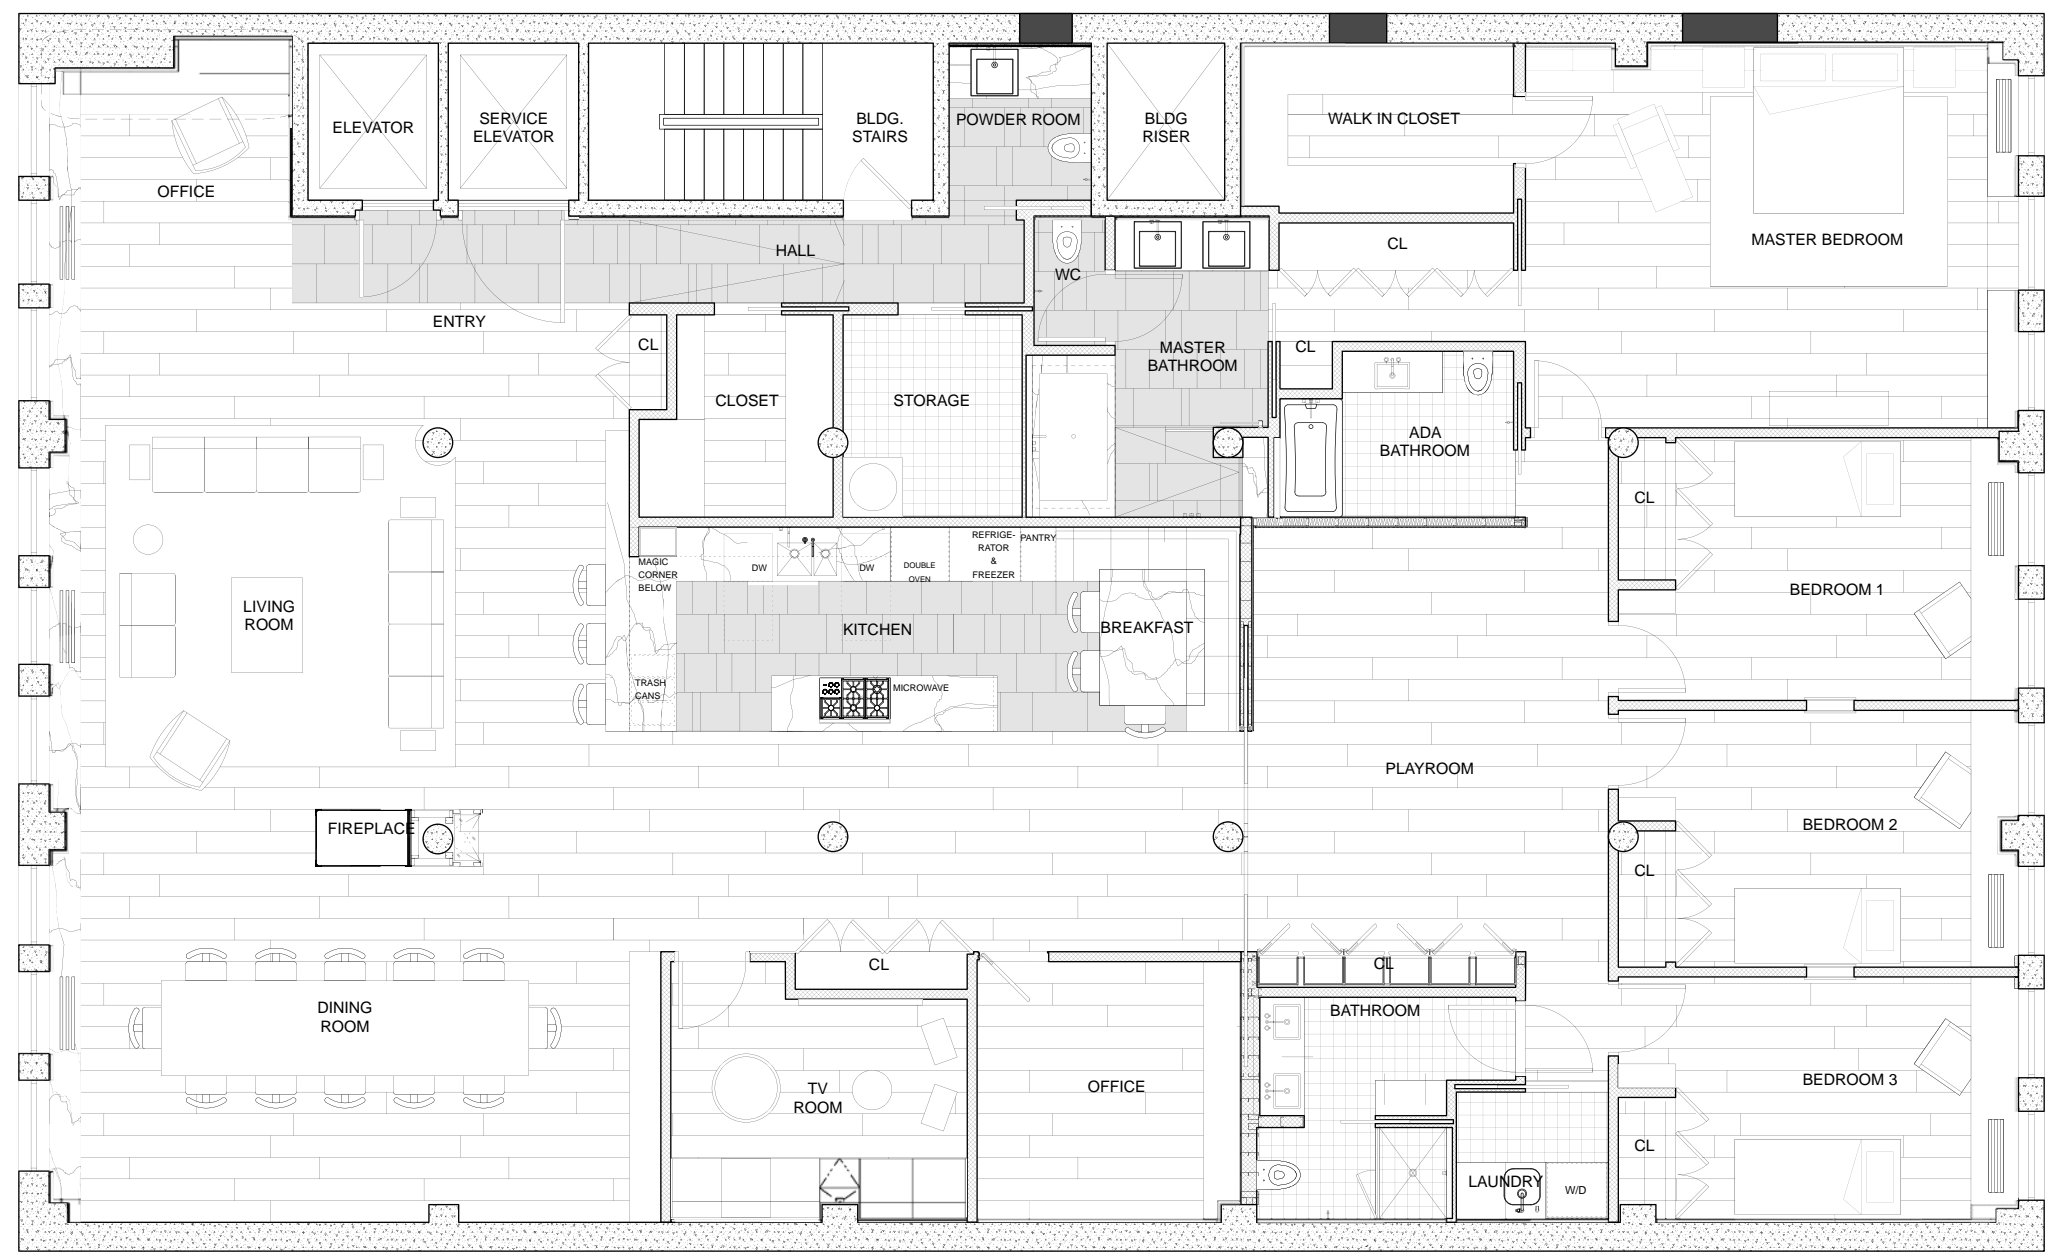 ELEVATOR
SERVICE
ELEVATOR
BLDG.
STAIRS
POWDER ROOM
BLDG
RISER
WALK IN CLOSET
OFFICE
HALL
WC
CL
MASTER BEDROOM
ENTRY
CL
MASTER
BATHROOM
CL
CLOSET
STORAGE
ADA
BATHROOM
CL
MAGIC
CORNER
BELOW
DW
DW
DOUBLE
OVEN
REFRIGE-
RATOR
&
FREEZER
PANTRY
BEDROOM 1
LIVING
ROOM
KITCHEN
BREAKFAST
TRASH
CANS
MICROWAVE
PLAYROOM
FIREPLACE
BEDROOM 2
CL
CL
CL
DINING
ROOM
BATHROOM
TV
ROOM
OFFICE
BEDROOM 3
CL
LAUNDRY
W/D